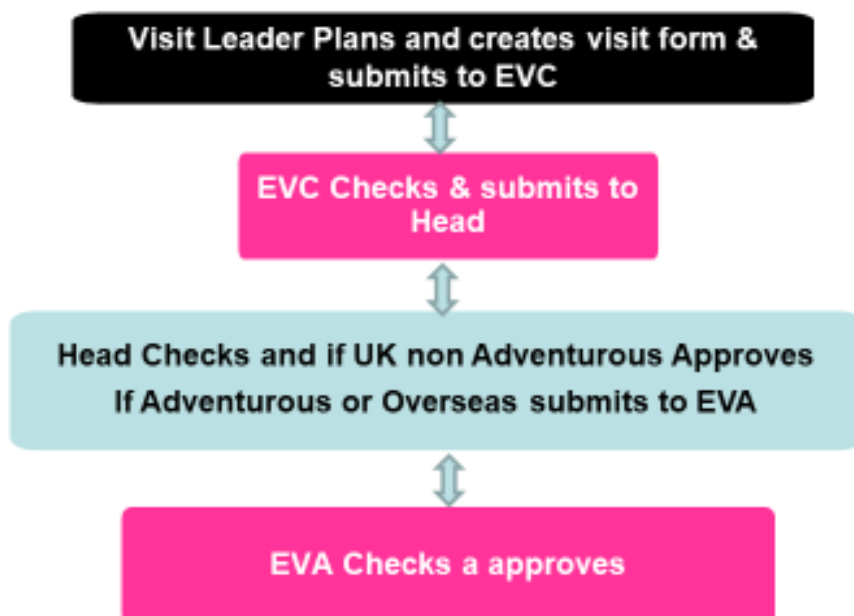 Visit Leader Plans and creates visit form &
submits to EVC
EVC Checks & submits to
Head
Head Checks and if UK non Adventurous Approves
If Adventurous or Overseas submits to EVA
EVA Checks a approves